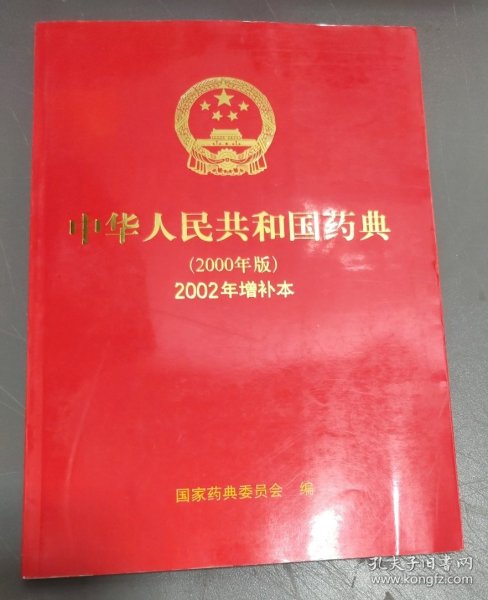 中华人民共和国药典
(2000年版)
2002年增补本
国家药典委员会 编
孔夫子旧书网
www.kongfz.com